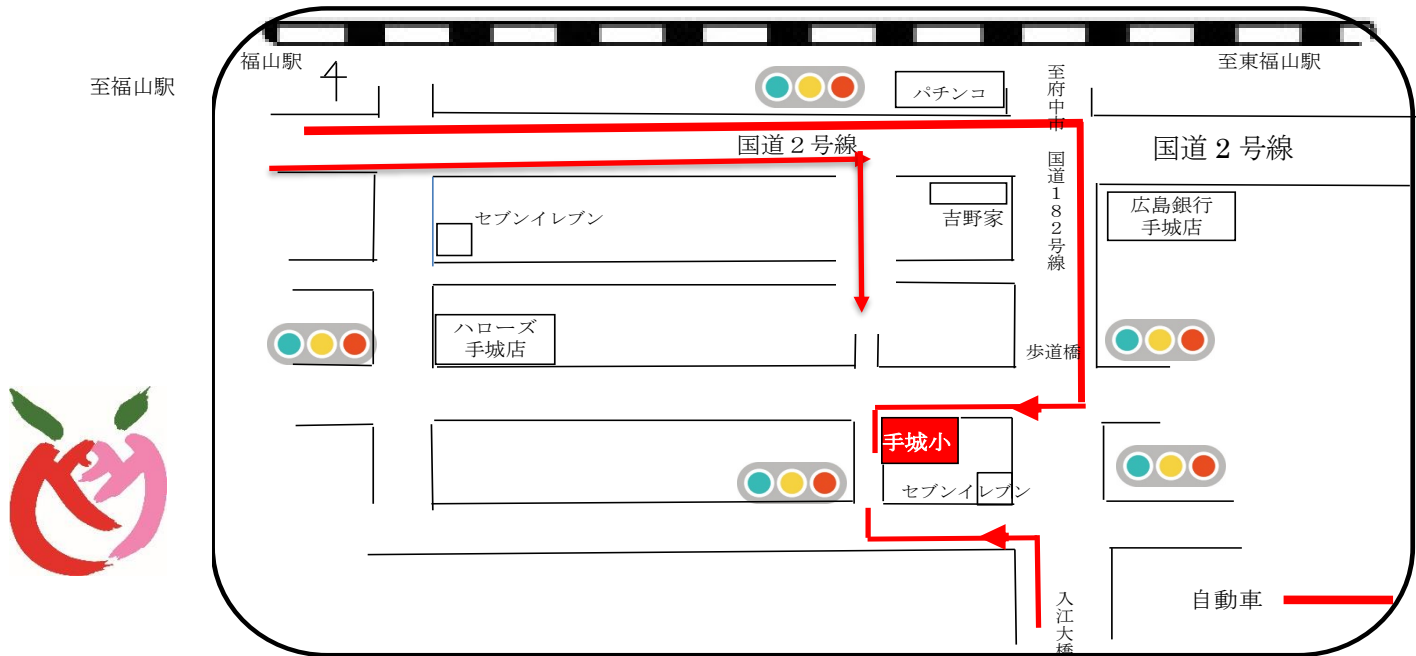 福山駅
至東福山駅
至福山駅
パチンコ
至府中市
国道2号線
国道2号線
国道182号線
セブンイレブン
吉野家
広島銀行
手城店
ハローズ
手城店
歩道橋
手城小
セブンイレブン
入江大橋
自動車